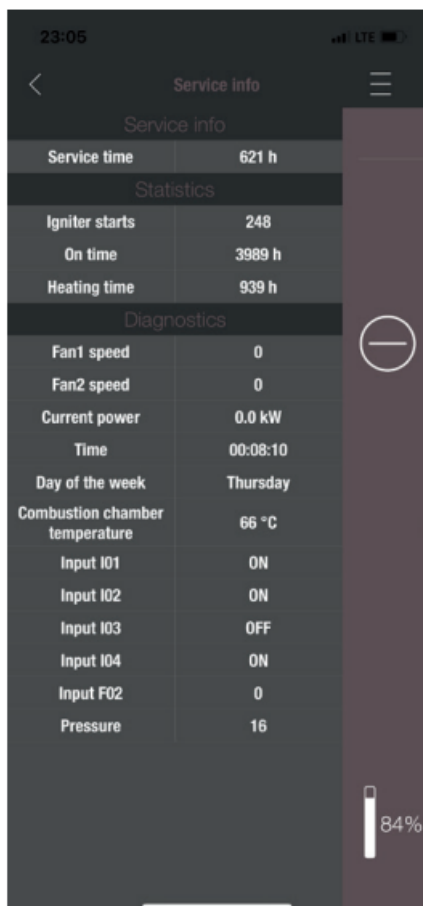 23:05 LTE
Service info
Service info
Service time 621 h
Statistics
Igniter starts 248
On time 3989 h
Heating time 939 h
Diagnostics
Fan1 speed 0
Fan2 speed 0
Current power 0.0 kW
Time 00:08:10
Day of the week Thursday
Combustion chamber
temperature 66 °C
Input I01 ON
Input I02 ON
Input I03 OFF
Input I04 ON
Input F02 0
Pressure 16
84%